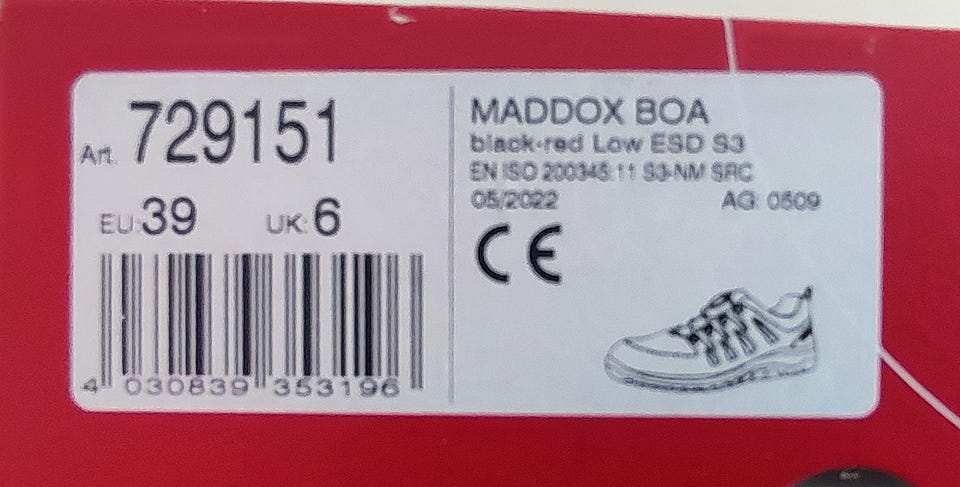 Art. 729151
EU: 39 UK: 6
4 030839 353196
MADDOX BOA
black-red Low ESD S3
EN ISO 200345:11 S3-NM SRC
05/2022 AG: 0509
CE